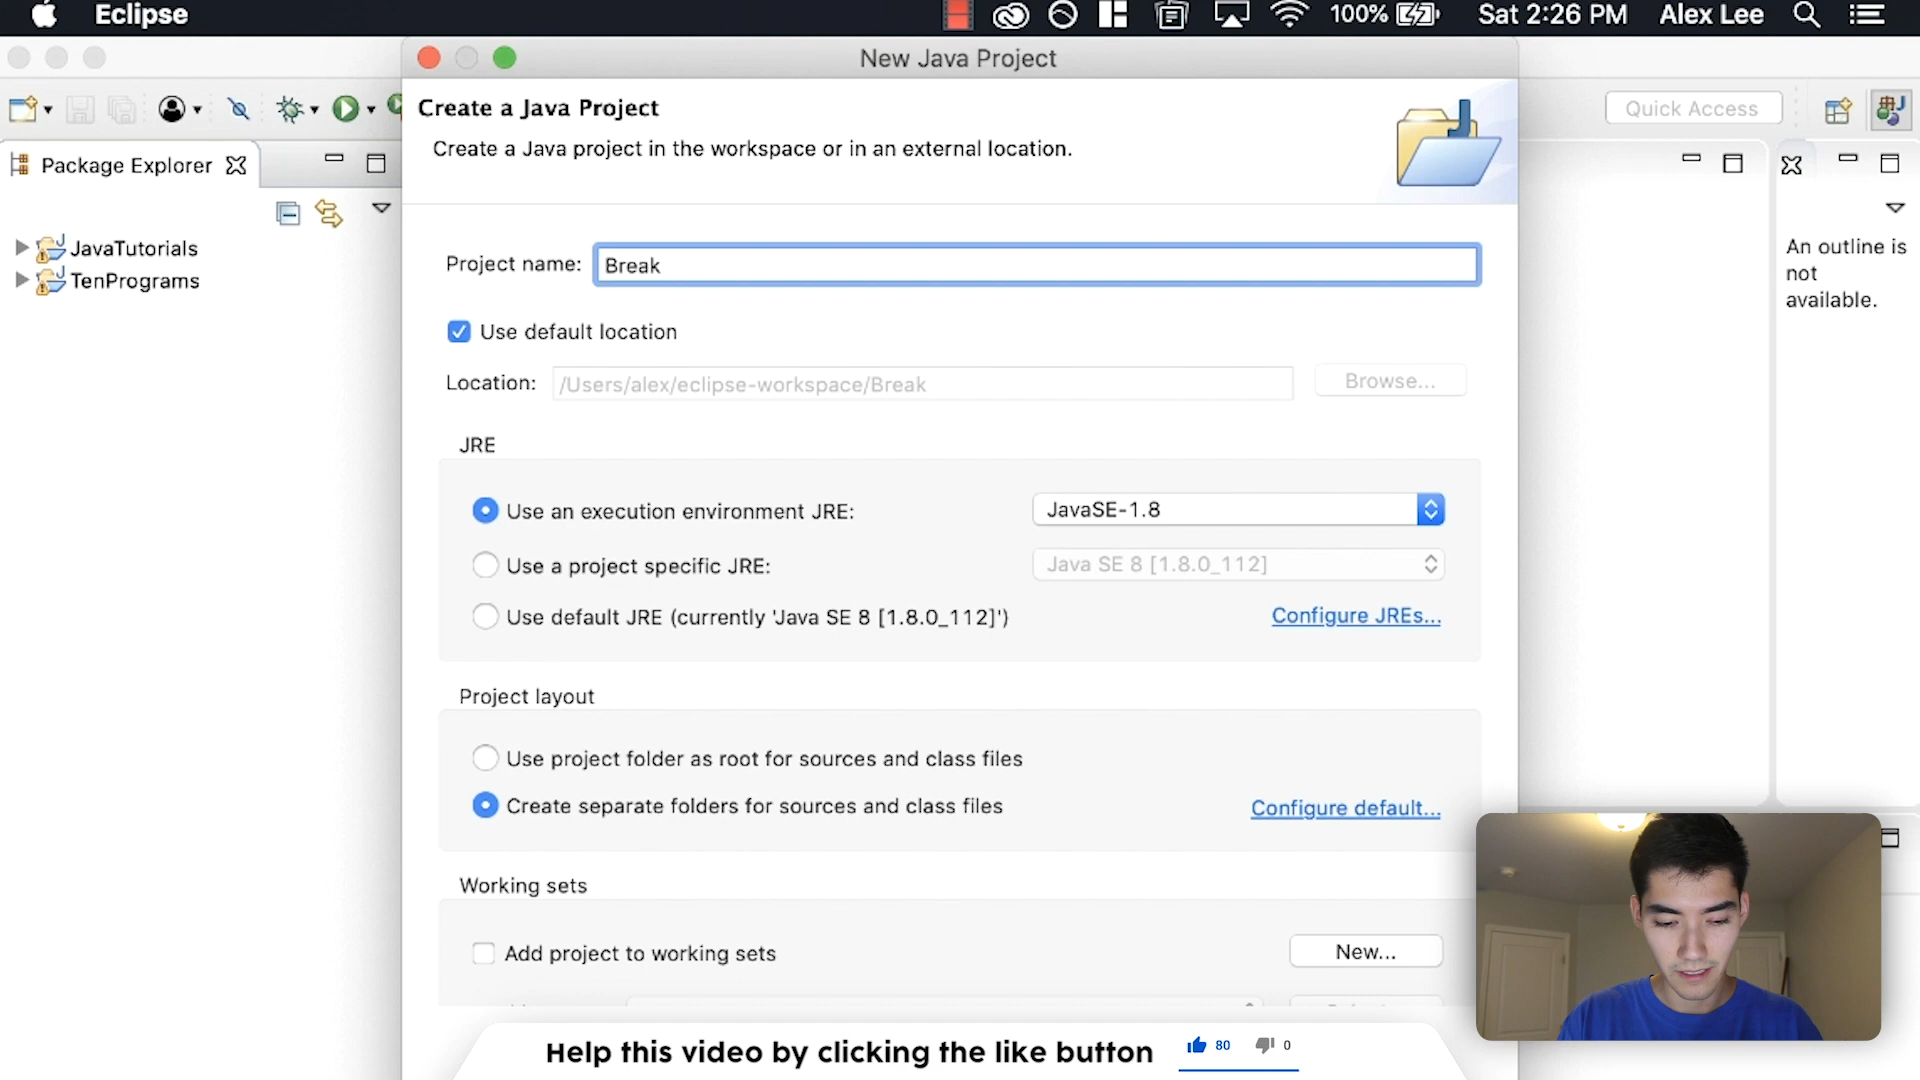 Eclipse
100%
Sat 2:26 PM
Alex Lee
New Java Project
Create a Java Project
Create a Java project in the workspace or in an external location.
Quick Access
Package Explorer
JavaTutorials
TenPrograms
An outline is
not
available.
Project name:
Break
Use default location
Location:
/Users/alex/eclipse-workspace/Break
Browse...
JRE
Use an execution environment JRE:
JavaSE-1.8
Use a project specific JRE:
Java SE 8 [1.8.0_112]
Use default JRE (currently 'Java SE 8 [1.8.0_112]')
Configure JREs...
Project layout
Use project folder as root for sources and class files
Create separate folders for sources and class files
Configure default...
Working sets
Add project to working sets
New...
Help this video by clicking the like button
80
0